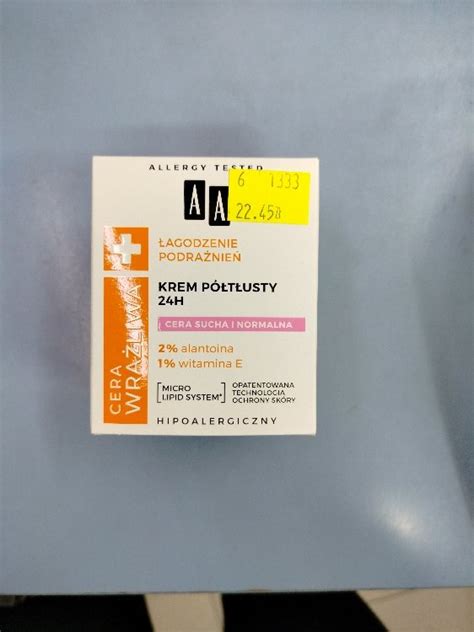 ALLERGY TESTED
6 1333
22.45
AA
ŁAGODZENIE
PODRAŻNIEŃ
KREM PÓŁTŁUSTY
24H
CERA SUCHA I NORMALNA
2% alantoina
1% witamina E
CERA
WRAŻLIWA
MICRO
LIPID SYSTEM
OPATENTOWANA
TECHNOLOGIA
OCHRONY SKÓRY
HIPOALERGICZNY